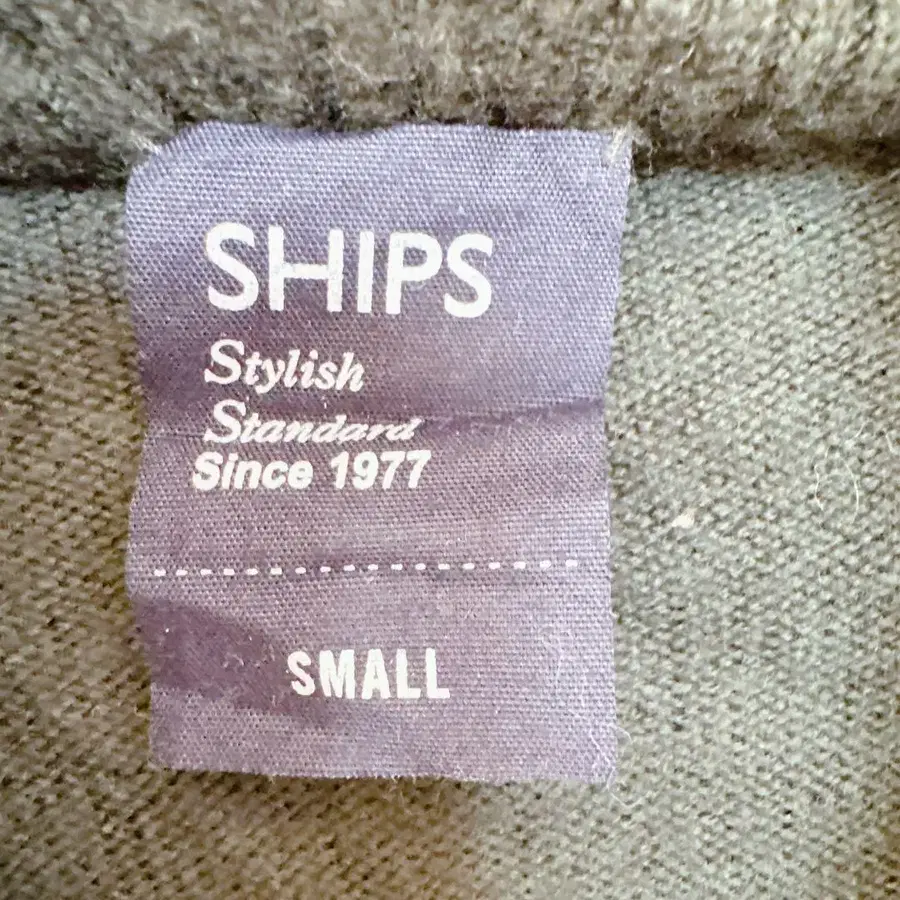 SHIPS
Stylish
Standard
Since 1977
SMALL